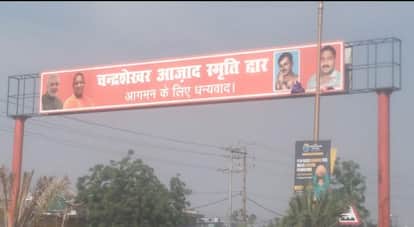 चन्द्रशेखर आज़ाद स्मृति द्वार
आगमन के लिए धन्यवाद।